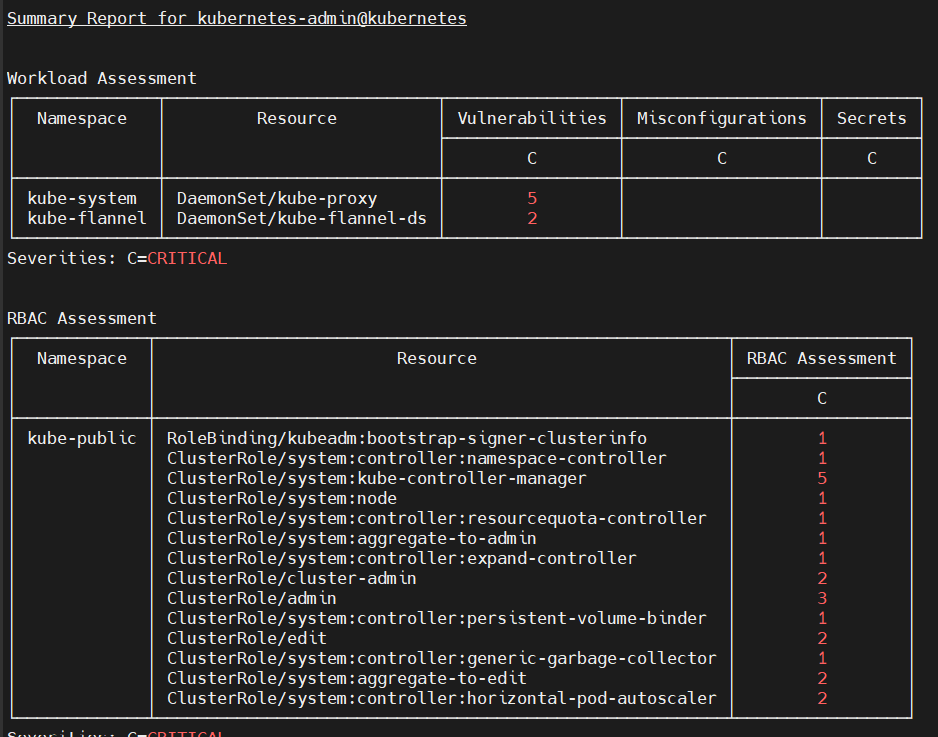 Summary Report for kubernetes-admin@kubernetes
Workload Assessment
Namespace Resource Vulnerabilities Misconfigurations Secrets
C C C
kube-system DaemonSet/kube-proxy 5
kube-flannel DaemonSet/kube-flannel-ds 2
Severities: C=CRITICAL
RBAC Assessment
Namespace Resource RBAC Assessment
C
kube-public RoleBinding/kubeadm:bootstrap-signer-clusterinfo 1
ClusterRole/system:controller:namespace-controller 1
ClusterRole/system:kube-controller-manager 5
ClusterRole/system:node 1
ClusterRole/system:controller:resourcequota-controller 1
ClusterRole/system:aggregate-to-admin 1
ClusterRole/system:controller:expand-controller 1
ClusterRole/cluster-admin 2
ClusterRole/admin 3
ClusterRole/system:controller:persistent-volume-binder 1
ClusterRole/edit 2
ClusterRole/system:controller:generic-garbage-collector 1
ClusterRole/system:aggregate-to-edit 2
ClusterRole/system:controller:horizontal-pod-autoscaler 2
Severities: C=CRITICAL